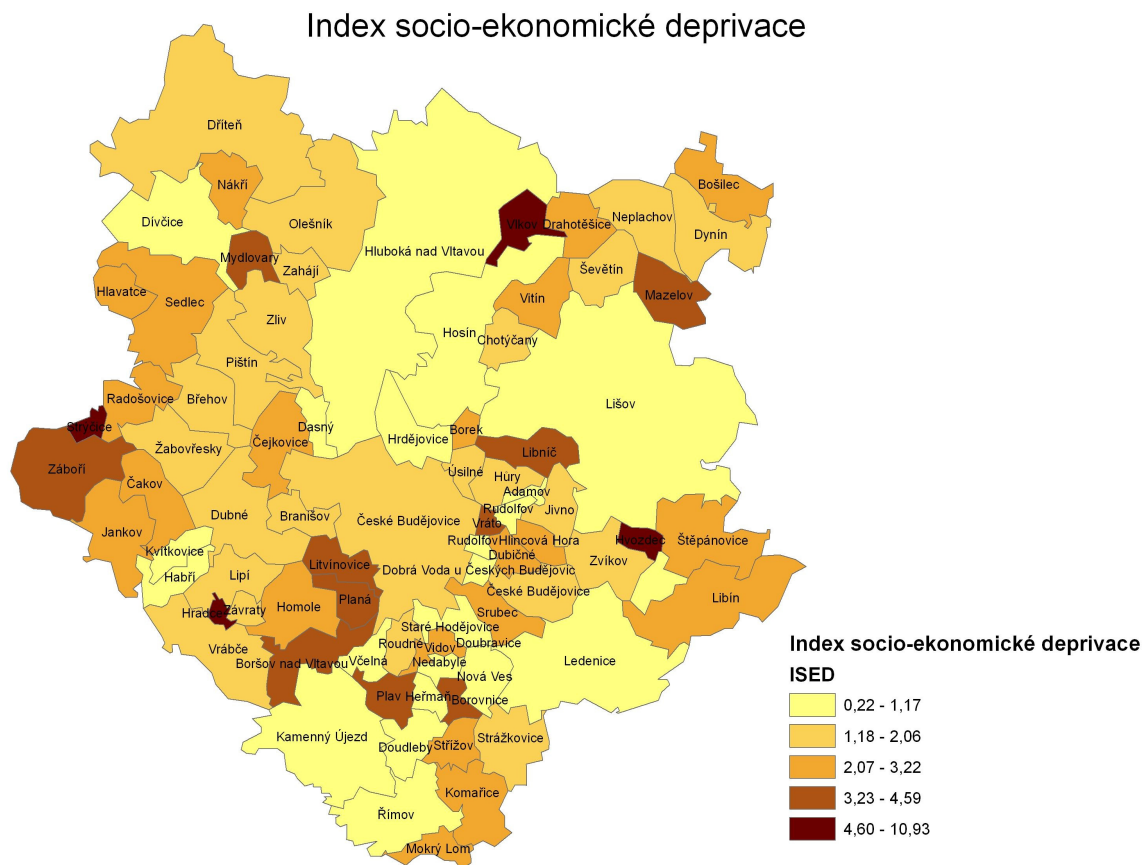 Index socio-ekonomické deprivace
Dříteň
Nákří
Bošilec
Dívčice
Olešník
Vlkov
Drahotěšice
Neplachov
Dynín
Hluboká nad Vltavou
Mydlovary
Zahájí
Ševětín
Hlavatce
Sedlec
Vitín
Mazelov
Zliv
Hosín
Chotýčany
Pištín
Radošovice
Břehov
Lišov
Strýčice
Dasný
Borek
Čejkovice
Hrdějovice
Žabovřesky
Libníč
Záboří
Úsilné
Hůry
Čakov
Adamov
Dubné
Branišov
České Budějovice
Rudolfov
Jivno
Vráto
Jankov
Rudolfov
Hlincová Hora
Hvozdec
Štěpánovice
Kvítkovice
Dubičné
Zvíkov
Habří
Lipí
Litvínovice
Dobrá Voda u Českých Budějovic
České Budějovice
Libín
Hradce
Závraty
Homole
Planá
Srubec
Staré Hodějovice
Vrábče
Roudné
Vidov
Doubravice
Boršov nad Vltavou
Včelná
Nedabyle
Ledenice
Nová Ves
Plav
Heřmaň
Borovnice
Kamenný Újezd
Doudleby
Střížov
Strážkovice
Komařice
Římov
Mokrý Lom
Index socio-ekonomické deprivace
ISED
0,22 - 1,17
1,18 - 2,06
2,07 - 3,22
3,23 - 4,59
4,60 - 10,93